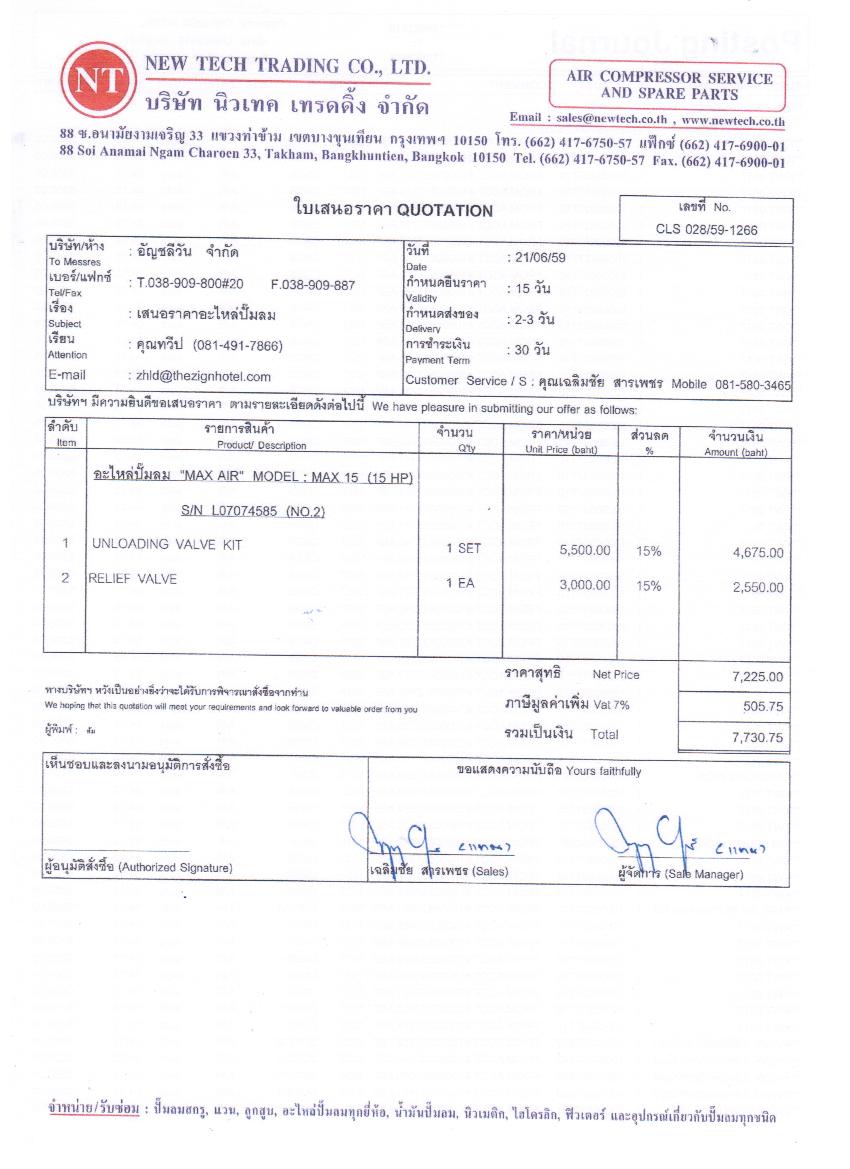 NT
NEW TECH TRADING CO., LTD.
บริษัท นิวเทค เทรดดิ้ง จำกัด
AIR COMPRESSOR SERVICE
AND SPARE PARTS
Email : sales@newtech.co.th , www.newtech.co.th
88 ซ.อนามัยงามเจริญ 33 แขวงท่าข้าม เขตบางขุนเทียน กรุงเทพฯ 10150 โทร. (662) 417-6750-57 แฟ็กซ์ (662) 417-6900-01
88 Soi Anamai Ngam Charoen 33, Takham, Bangkhuntien, Bangkok 10150 Tel. (662) 417-6750-57 Fax. (662) 417-6900-01
ใบเสนอราคา QUOTATION
เลขที่ No.
CLS 028/59-1266
บริษัท/ห้าง To Messres : อัญชลีวัน จำกัด
เบอร์/แฟกซ์ Tel/Fax : T.038-909-800#20 F.038-909-887
เรื่อง Subject : เสนอราคาอะไหล่ปั๊มลม
เรียน Attention : คุณทวีป (081-491-7866)
E-mail : zhld@thezignhotel.com
วันที่ Date : 21/06/59
กำหนดยืนราคา Validity : 15 วัน
กำหนดส่งของ Delivery : 2-3 วัน
การชำระเงิน Payment Term : 30 วัน
Customer Service / S : คุณเฉลิมชัย สารเพชร Mobile 081-580-3465
บริษัทฯ มีความยินดีขอเสนอราคา ตามรายละเอียดดังต่อไปนี้ We have pleasure in submitting our offer as follows:
ลำดับ รายการสินค้า จำนวน ราคา/หน่วย ส่วนลด จำนวนเงิน
Item Product/ Description Q'ty Unit Price (baht) % Amount (baht)
อะไหล่ปั๊มลม "MAX AIR" MODEL : MAX 15 (15 HP)
S/N L07074585 (NO.2)
1 UNLOADING VALVE KIT 1 SET 5,500.00 15% 4,675.00
2 RELIEF VALVE 1 EA 3,000.00 15% 2,550.00
ราคาสุทธิ Net Price 7,225.00
ทางบริษัทฯ หวังเป็นอย่างยิ่งว่าจะได้รับการพิจารณาสั่งซื้อจากท่าน
We hoping that this quotation will meet your requirements and look forward to valuable order from you
ภาษีมูลค่าเพิ่ม Vat 7% 505.75
ผู้พิมพ์ :
รวมเป็นเงิน Total 7,730.75
เห็นชอบและลงนามอนุมัติการสั่งซื้อ
ขอแสดงความนับถือ Yours faithfully
(แทน)
(แทน)
ผู้อนุมัติสั่งซื้อ (Authorized Signature)
เฉลิมชัย สารเพชร (Sales)
ผู้จัดการ (Sale Manager)
จำหน่าย/รับซ่อม : ปั๊มลมสกรู, แวน, ลูกสูบ, อะไหล่ปั๊มลมทุกยี่ห้อ, น้ำมันปั๊มลม, นิวเมติก, ไฮโดรลิก, ฟิวเตอร์ และอุปกรณ์เกี่ยวกับปั๊มลมทุกชนิด